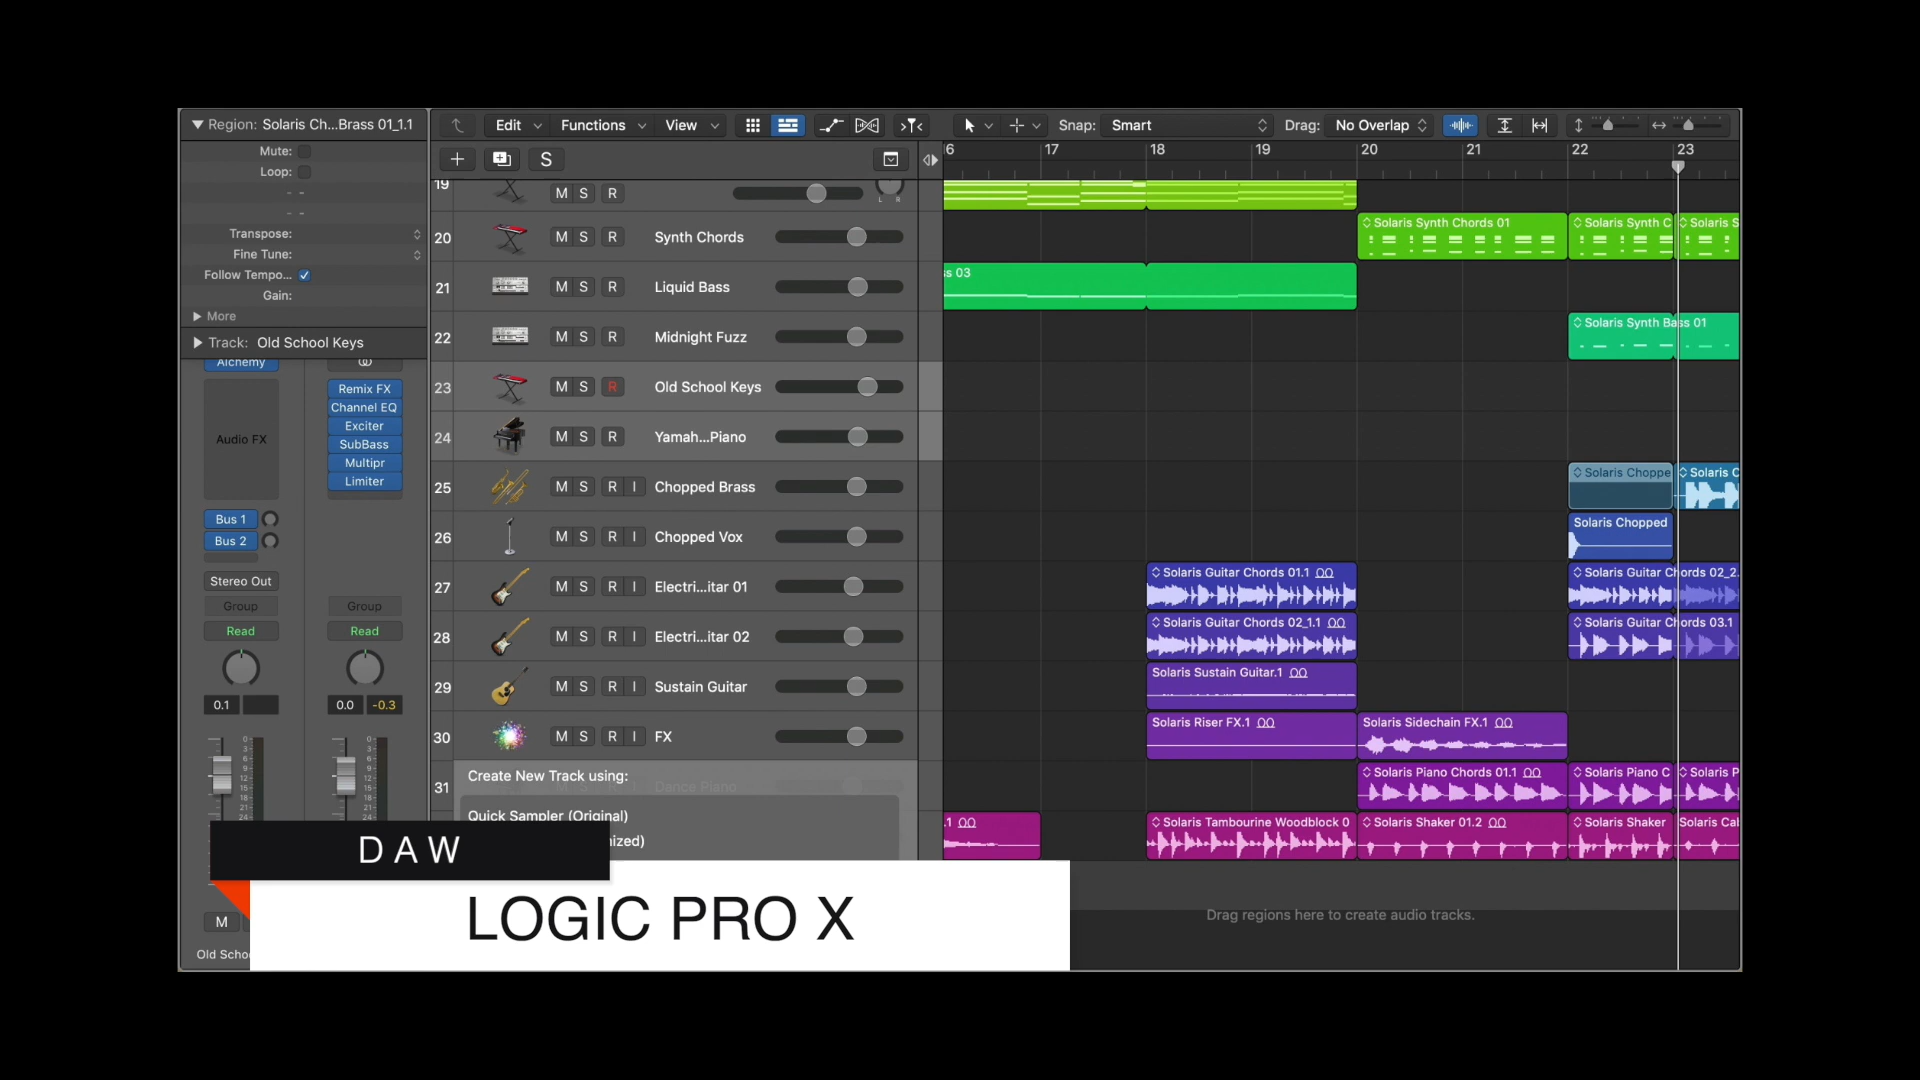 Region: Solaris Ch...Brass 01_1.1
Mute:
Loop:
Transpose:
Fine Tune:
Follow Tempo...
Gain:
More
Track: Old School Keys
Alchemy
Audio FX
Remix FX
Channel EQ
Exciter
SubBass
Multipr
Limiter
Bus 1
Bus 2
Stereo Out
Group
Group
Read
Read
0.1
0.0
-0.3
M
Old Schoo
Edit
Functions
View
Snap: Smart
Drag: No Overlap
S
6 17 18 19 20 21 22 23
19 M S R
20 M S R Synth Chords
21 M S R Liquid Bass
22 M S R Midnight Fuzz
23 M S R Old School Keys
24 M S R Yamah...Piano
25 M S R I Chopped Brass
26 M S R I Chopped Vox
27 M S R I Electri...itar 01
28 M S R I Electri...itar 02
29 M S R I Sustain Guitar
30 M S R I FX
31 M S R I Dance Piano
Create New Track using:
Quick Sampler (Original)
ized)
Solaris Synth Chords 01
Solaris Synth C
Solaris S
ss 03
Solaris Synth Bass 01
Solaris Choppe
Solaris C
Solaris Chopped
Solaris Guitar Chords 01.1
Solaris Guitar Chords 02_2.
Solaris Guitar Chords 02_1.1
Solaris Guitar Chords 03.1
Solaris Sustain Guitar.1
Solaris Riser FX.1
Solaris Sidechain FX.1
Solaris Piano Chords 01.1
Solaris Piano C
Solaris P
.1
Solaris Tambourine Woodblock 0
Solaris Shaker 01.2
Solaris Shaker
Solaris Cab
Drag regions here to create audio tracks.
DAW
LOGIC PRO X